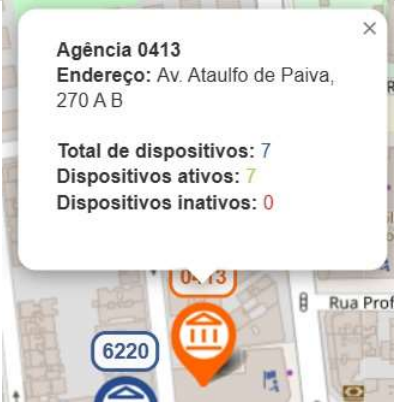 ×
Agência 0413
Endereço: Av. Ataulfo de Paiva,
270 A B
Total de dispositivos: 7
Dispositivos ativos: 7
Dispositivos inativos: 0
0413
Rua Prof
6220